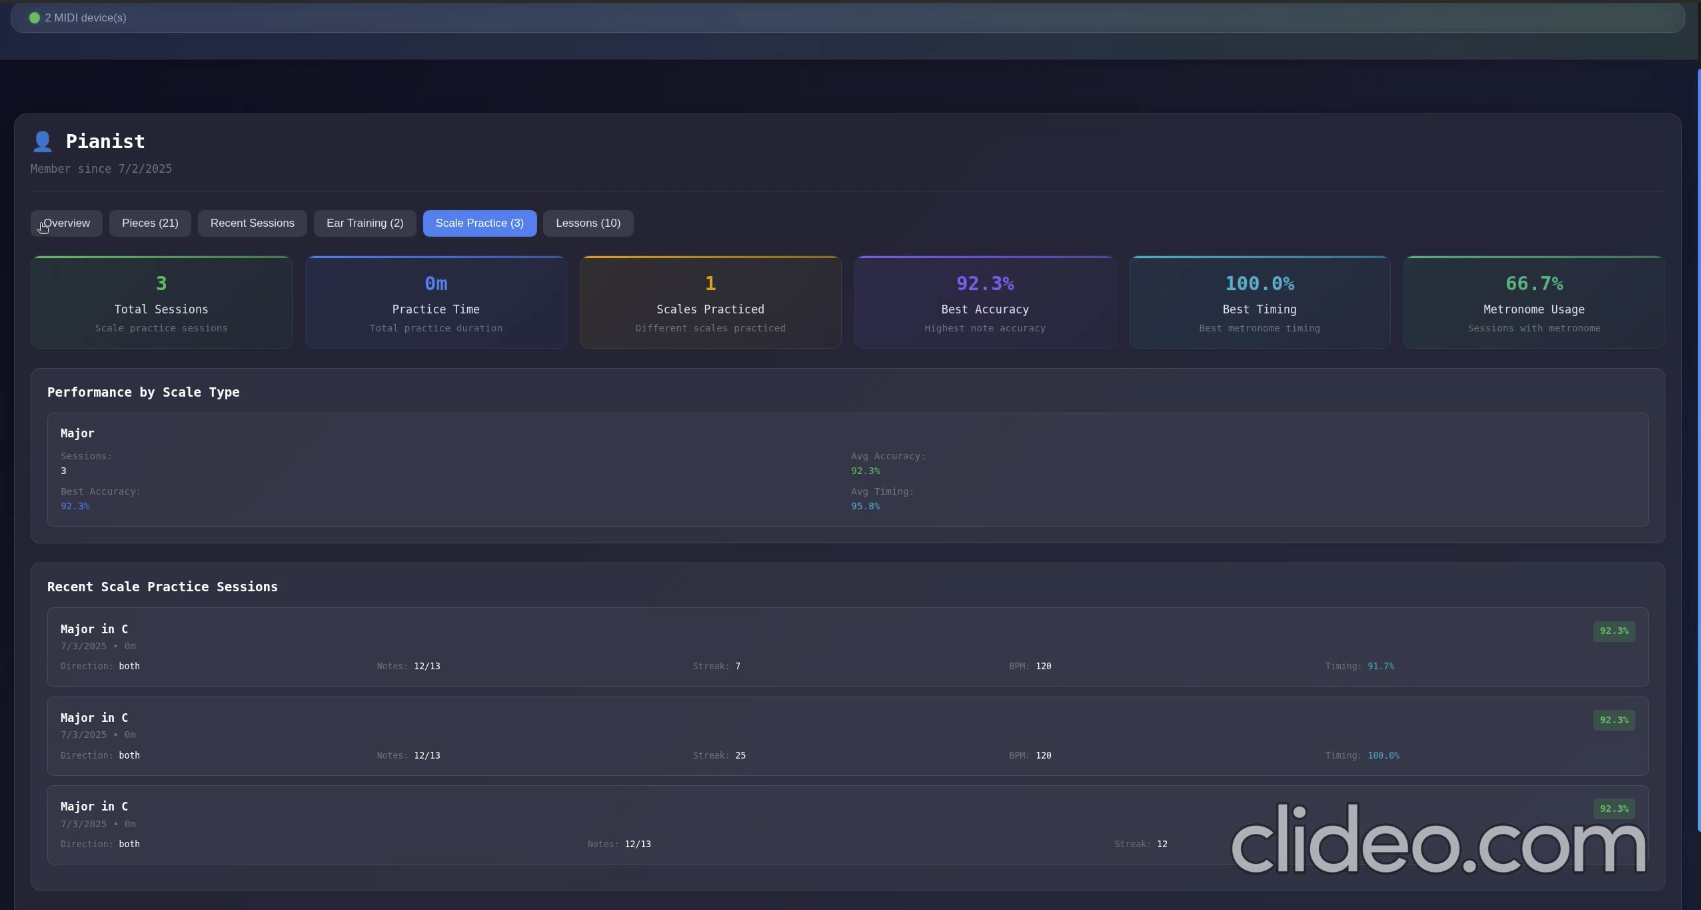 2 MIDI device(s)
Pianist
Member since 7/2/2025
Overview Pieces (21) Recent Sessions Ear Training (2) Scale Practice (3) Lessons (10)
3 0m 1 92.3% 100.0% 66.7%
Total Sessions Practice Time Scales Practiced Best Accuracy Best Timing Metronome Usage
Scale practice sessions Total practice duration Different scales practiced Highest note accuracy Best metronome timing Sessions with metronome
Performance by Scale Type
Major
Sessions: Avg Accuracy:
3 92.3%
Best Accuracy: Avg Timing:
92.3% 95.8%
Recent Scale Practice Sessions
Major in C 92.3%
7/3/2025 • 0m
Direction: both Notes: 12/13 Streak: 7 BPM: 120 Timing: 91.7%
Major in C 92.3%
7/3/2025 • 0m
Direction: both Notes: 12/13 Streak: 25 BPM: 120 Timing: 100.0%
Major in C 92.3%
7/3/2025 • 0m
Direction: both Notes: 12/13 Streak: 12
clideo.com